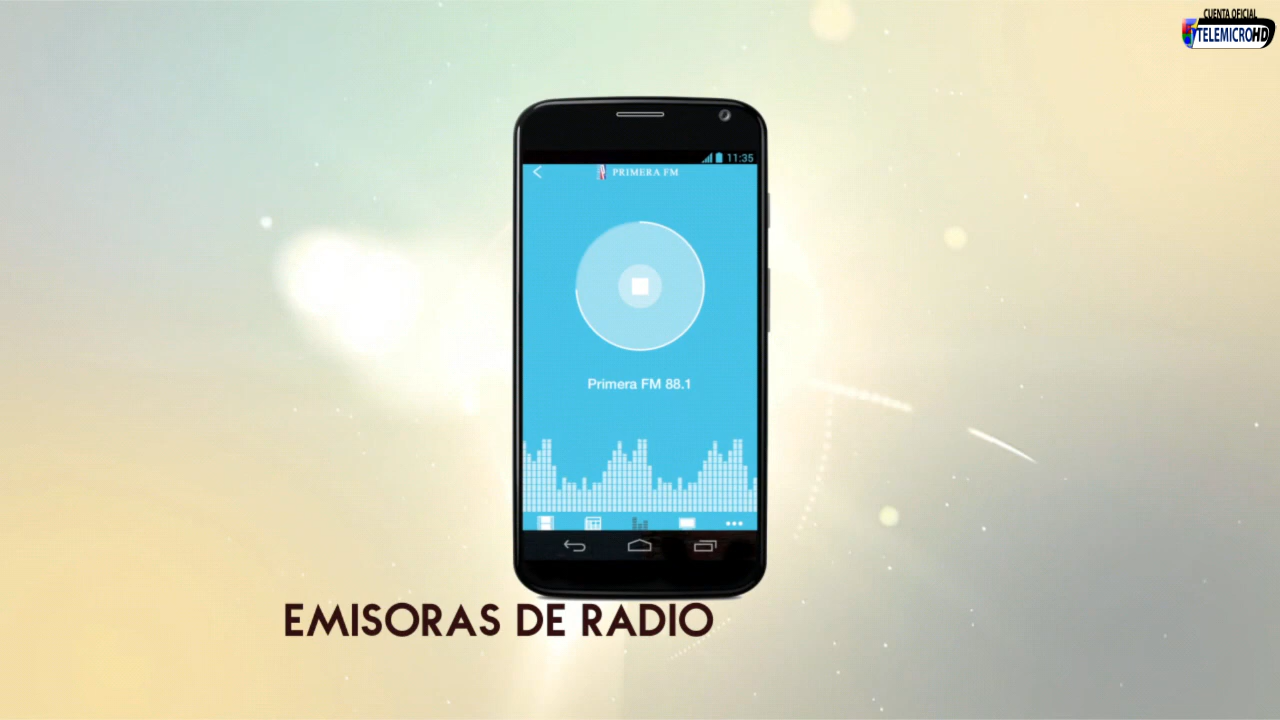 CUENTA OFICIAL
TELEMICROHD
11:35
PRIMERA FM
Primera FM 88.1
EMISORAS DE RADIO